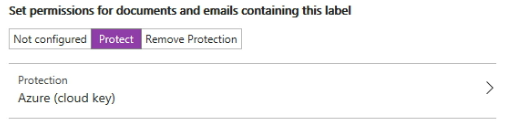 Set permissions for documents and emails containing this label
Not configured Protect Remove Protection
Protection
Azure (cloud key)